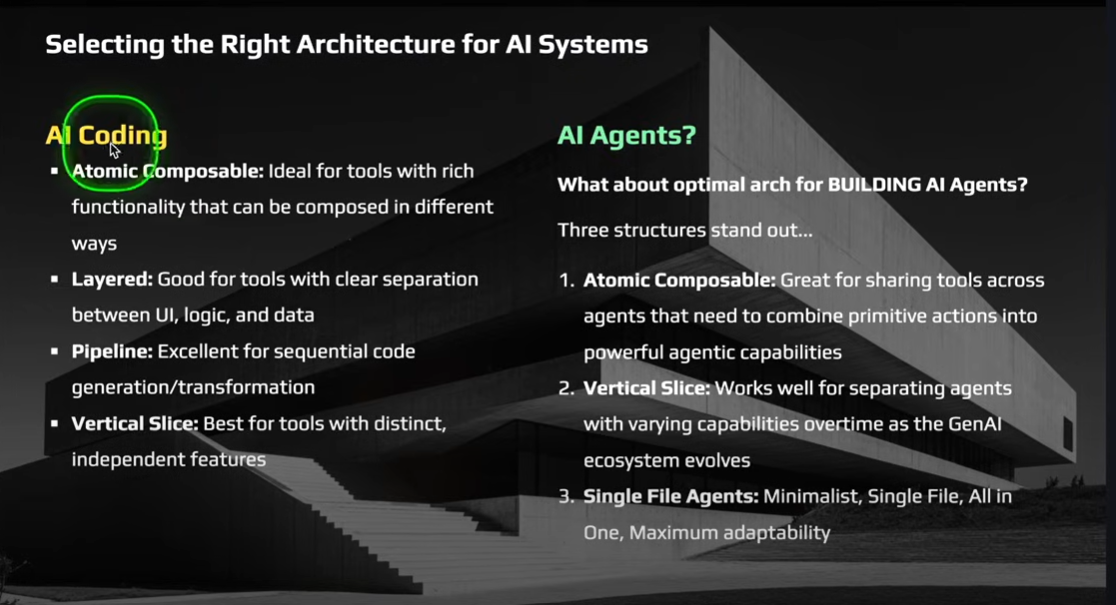 Selecting the Right Architecture for AI Systems
AI Coding
▪ Atomic Composable: Ideal for tools with rich
functionality that can be composed in different
ways
▪ Layered: Good for tools with clear separation
between UI, logic, and data
▪ Pipeline: Excellent for sequential code
generation/transformation
▪ Vertical Slice: Best for tools with distinct,
independent features
AI Agents?
What about optimal arch for BUILDING AI Agents?
Three structures stand out...
1. Atomic Composable: Great for sharing tools across
agents that need to combine primitive actions into
powerful agentic capabilities
2. Vertical Slice: Works well for separating agents
with varying capabilities overtime as the GenAI
ecosystem evolves
3. Single File Agents: Minimalist, Single File, All in
One, Maximum adaptability